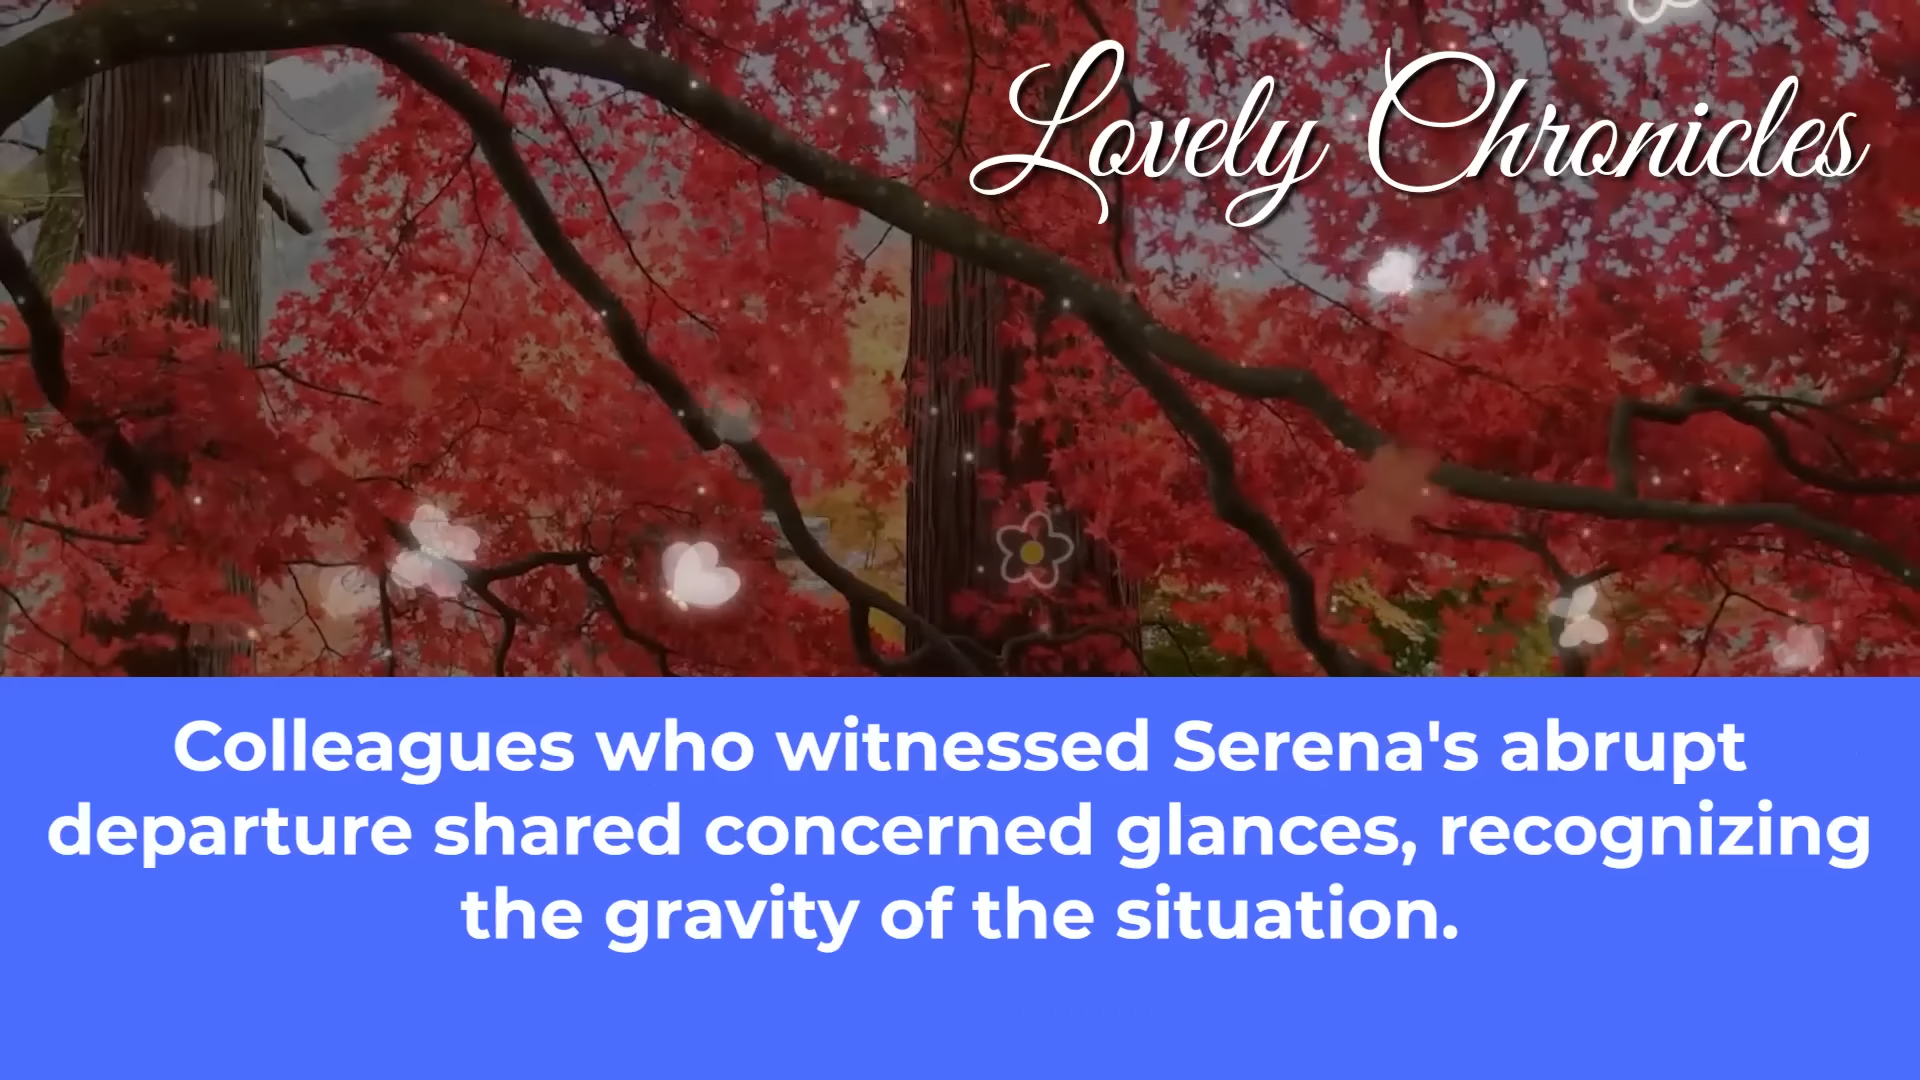 Lovely Chronicles
Colleagues who witnessed Serena's abrupt
departure shared concerned glances, recognizing
the gravity of the situation.